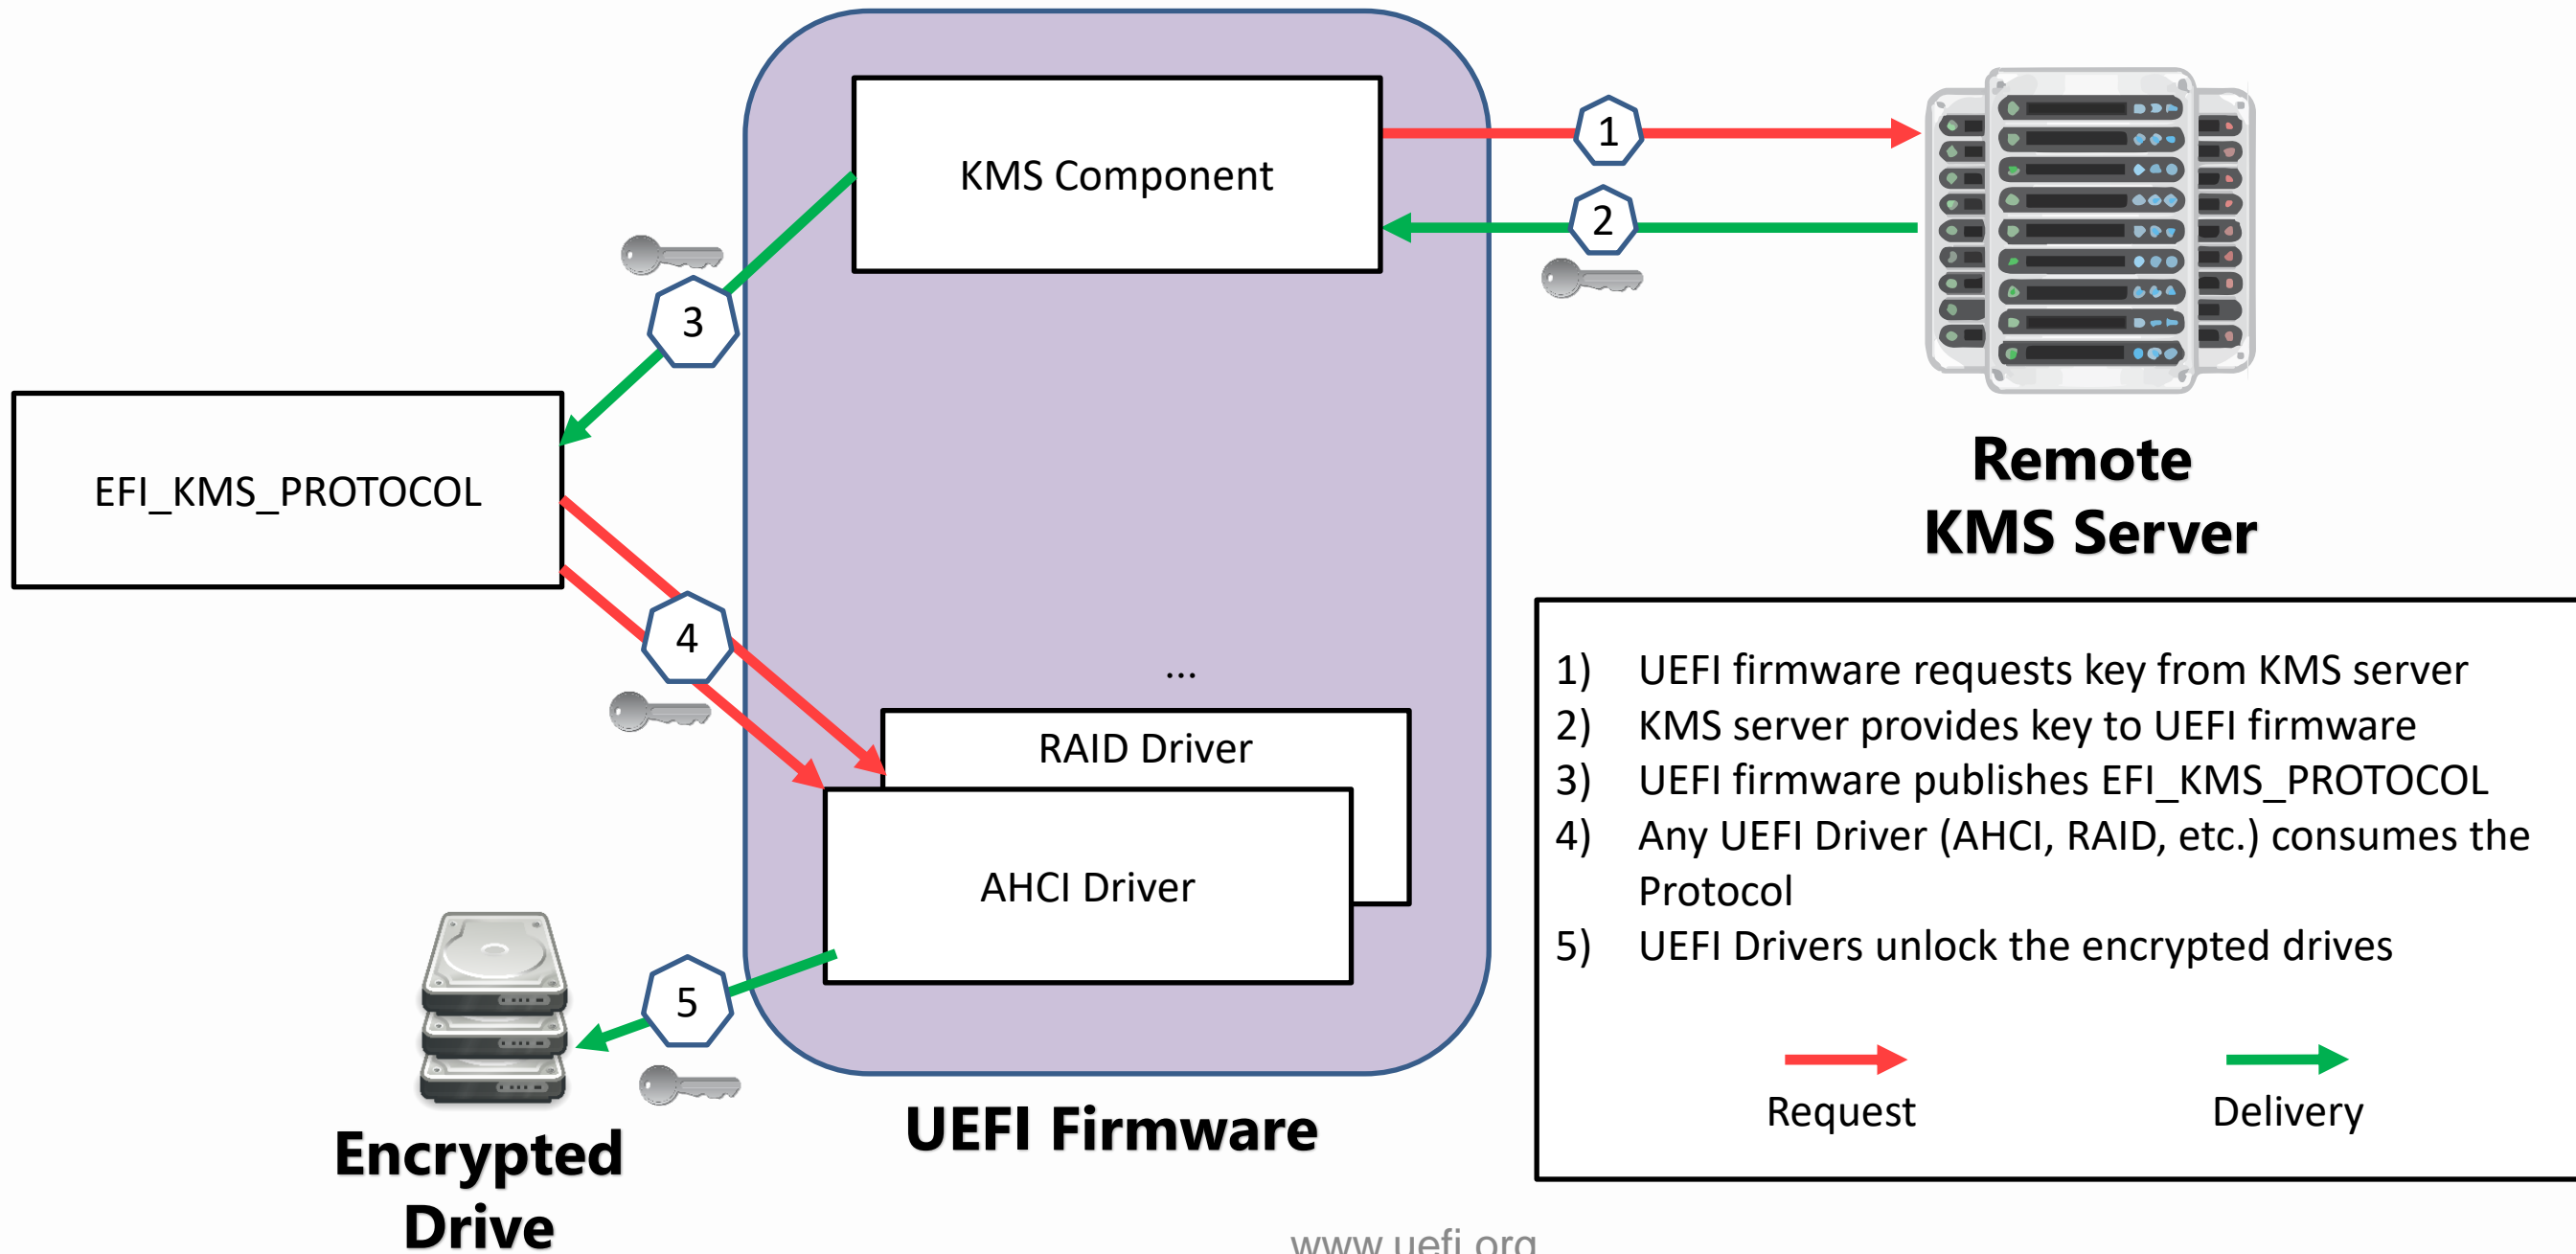 KMS Component
1
2
3
EFI_KMS_PROTOCOL
4
...
RAID Driver
AHCI Driver
5
Remote
KMS Server
1) UEFI firmware requests key from KMS server
2) KMS server provides key to UEFI firmware
3) UEFI firmware publishes EFI_KMS_PROTOCOL
4) Any UEFI Driver (AHCI, RAID, etc.) consumes the
Protocol
5) UEFI Drivers unlock the encrypted drives
Request
Delivery
UEFI Firmware
Encrypted
Drive
www.uefi.org